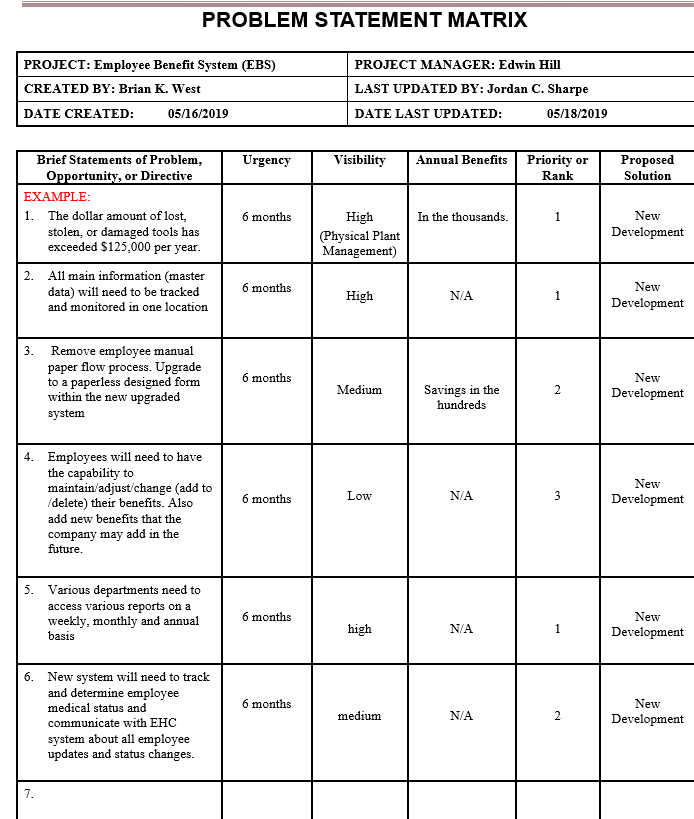 PROBLEM STATEMENT MATRIX
PROJECT: Employee Benefit System (EBS) PROJECT MANAGER: Edwin Hill
CREATED BY: Brian K. West LAST UPDATED BY: Jordan C. Sharpe
DATE CREATED: 05/16/2019 DATE LAST UPDATED: 05/18/2019
Brief Statements of Problem,
Opportunity, or Directive
Urgency
Visibility
Annual Benefits
Priority or
Rank
Proposed
Solution
EXAMPLE:
1. The dollar amount of lost,
stolen, or damaged tools has
exceeded $125,000 per year.
6 months
High
(Physical Plant
Management)
In the thousands.
1
New
Development
2. All main information (master
data) will need to be tracked
and monitored in one location
6 months
High
N/A
1
New
Development
3. Remove employee manual
paper flow process. Upgrade
to a paperless designed form
within the new upgraded
system
6 months
Medium
Savings in the
hundreds
2
New
Development
4. Employees will need to have
the capability to
maintain/adjust/change (add to
/delete) their benefits. Also
add new benefits that the
company may add in the
future.
6 months
Low
N/A
3
New
Development
5. Various departments need to
access various reports on a
weekly, monthly and annual
basis
6 months
high
N/A
1
New
Development
6. New system will need to track
and determine employee
medical status and
communicate with EHC
system about all employee
updates and status changes.
6 months
medium
N/A
2
New
Development
7.